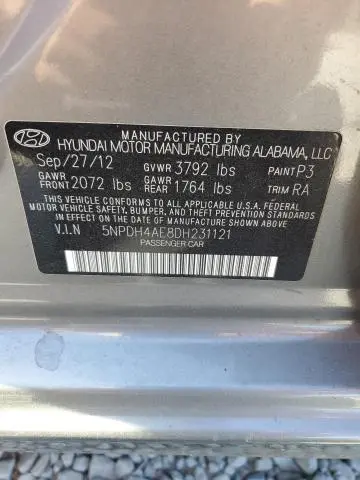 MANUFACTURED BY
HYUNDAI MOTOR MANUFACTURING ALABAMA, LLC
Sep/27/12 GVWR 3792 lbs PAINT P3
GAWR FRONT 2072 lbs GAWR REAR 1764 lbs TRIM RA
THIS VEHICLE CONFORMS TO ALL APPLICABLE U.S.A. FEDERAL
MOTOR VEHICLE SAFETY, BUMPER, AND THEFT PREVENTION STANDARDS
IN EFFECT ON THE DATE OF MANUFACTURE SHOWN ABOVE.
V.I.N 5NPDH4AE8DH231121
PASSENGER CAR